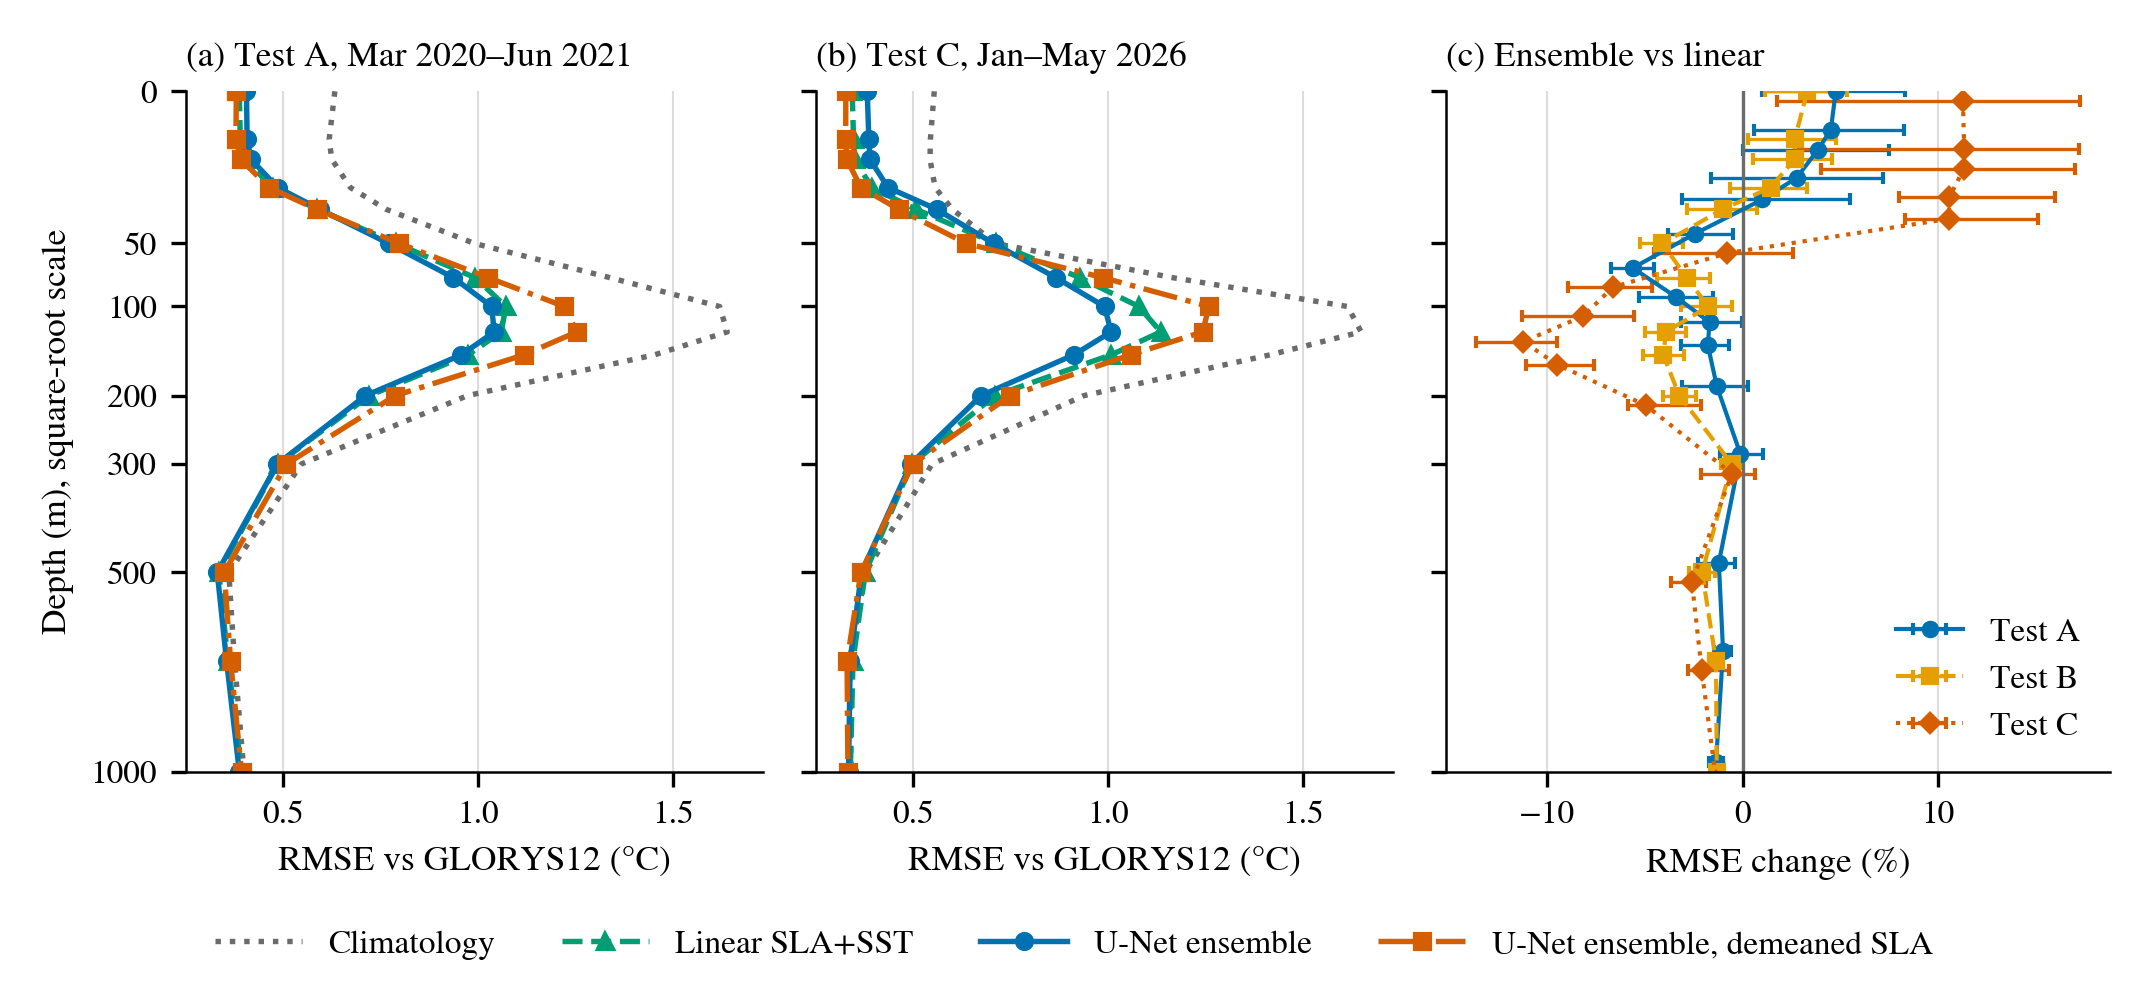 (a) Test A, Mar 2020–Jun 2021
(b) Test C, Jan–May 2026
(c) Ensemble vs linear
Depth (m), square-root scale
0
50
100
200
300
500
1000
0.5
1.0
1.5
RMSE vs GLORYS12 (°C)
0.5
1.0
1.5
RMSE vs GLORYS12 (°C)
Test A
Test B
Test C
−10
0
10
RMSE change (%)
Climatology
Linear SLA+SST
U-Net ensemble
U-Net ensemble, demeaned SLA